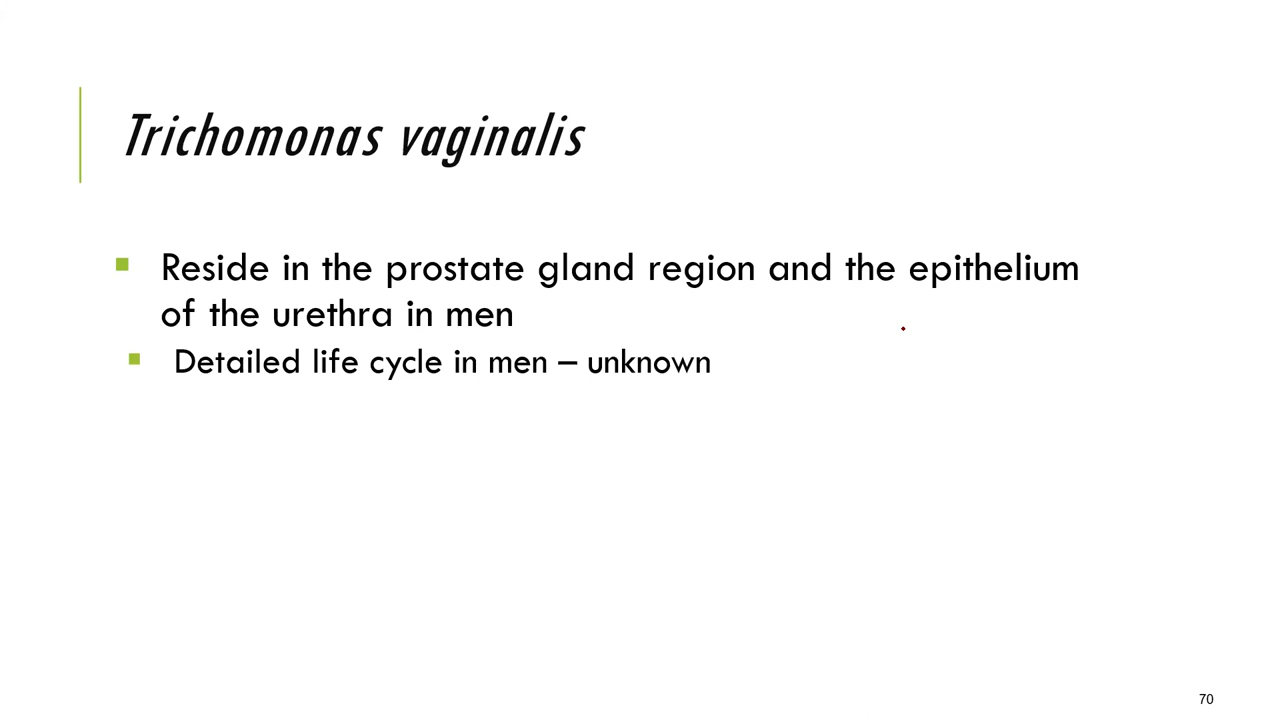 Trichomonas vaginalis
Reside in the prostate gland region and the epithelium
of the urethra in men
Detailed life cycle in men – unknown
70